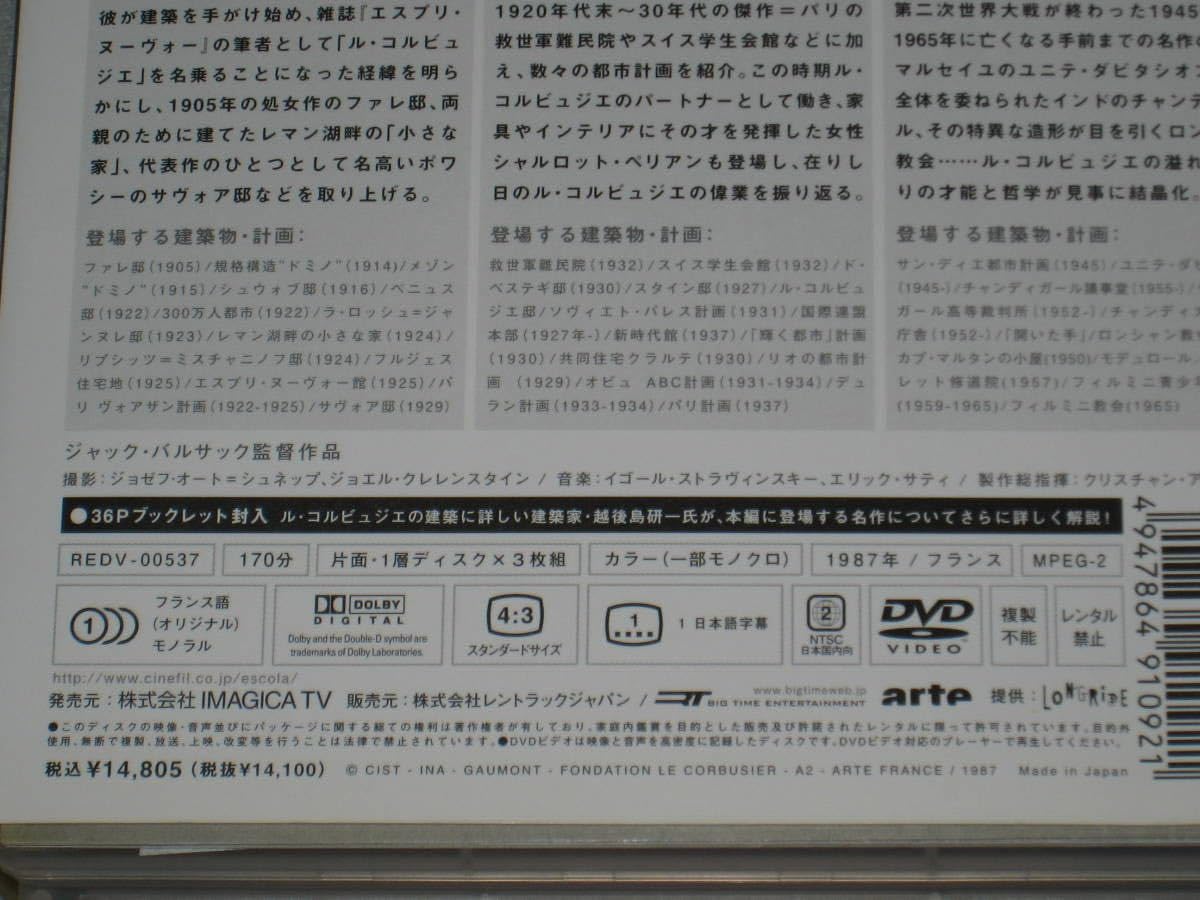 彼が建築を手がけ始め、雑誌『エスプリ・
ヌーヴォー』の筆者として「ル・コルビュ
ジエ」を名乗ることになった経緯を明ら
かにし、1905年の処女作のファレ邸、両
親のために建てたレマン湖畔の「小さな
家」、代表作のひとつとして名高いポワ
シーのサヴォア邸などを取り上げる。
登場する建築物・計画：
ファレ邸(1905)/規格構造"ドミノ"(1914)/メゾン
"ドミノ"(1915)/シュウォブ邸(1916)/ベニュス
邸(1922)/300万人都市(1922)/ラ・ロッシュ=ジャ
ンヌレ邸(1923)/レマン湖畔の小さな家(1924)/
リプシッツ=ミスチャニノフ邸(1924)/フルジェス
住宅地(1925)/エスプリ・ヌーヴォー館(1925)/パ
リ ヴォアザン計画(1922-1925)/サヴォア邸(1929)
1920年代末〜30年代の傑作=パリの
救世軍難民院やスイス学生会館などに加
え、数々の都市計画を紹介。この時期ル・
コルビュジエのパートナーとして働き、家
具やインテリアにその才を発揮した女性
シャルロット・ペリアンも登場し、在りし
日のル・コルビュジエの偉業を振り返る。
登場する建築物・計画：
救世軍難民院(1932)/スイス学生会館(1932)/ド・
ベステギ邸(1930)/スタイン邸(1927)/ル・コルビュ
ジエ邸/ソヴィエト・パレス計画(1931)/国際連盟
本部(1927年-)/新時代館(1937)/「輝く都市」計画
(1930)/共同住宅クラルテ(1930)/リオの都市計
画 (1929)/オビュ ABC計画(1931-1934)/デュ
ラン計画(1933-1934)/パリ計画(1937)
第二次世界大戦が終わった1945
1965年に亡くなる手前までの名作の
マルセイユのユニテ・ダビタシオン
全体を委ねられたインドのチャンデ
ル、その特異な造形が目を引くロン
教会……ル・コルビュジエの溢れ
りの才能と哲学が見事に結晶化。
登場する建築物・計画：
サン・ディエ都市計画(1945)/ユニテ・ダビ
(1945-)/チャンディガール議事堂(1955-)/
ガール高等裁判所(1952-)/チャンディ
庁舎(1952-)/「開いた手」/ロンシャン教
カプ・マルタンの小屋(1950)/モデュロール
レット修道院(1957)/フィルミニ青少年
(1959-1965)/フィルミニ教会(1965)
ジャック・バルサック監督作品
撮影：ジョゼフ・オート=シュネップ、ジョエル・クレレンスタイン / 音楽：イゴール・ストラヴィンスキー、エリック・サティ / 製作総指揮：クリスチャン・ア
●36Pブックレット封入 ル・コルビュジエの建築に詳しい建築家・越後島研一氏が、本編に登場する名作についてさらに詳しく解説！
REDV-00537 170分 片面・1層ディスク×3枚組 カラー(一部モノクロ) 1987年 / フランス MPEG-2
1 フランス語
(オリジナル)
モノラル
DOLBY
DIGITAL
Dolby and the Double-D symbol are
trademarks of Dolby Laboratories.
4:3
スタンダードサイズ
1
1 日本語字幕
2
NTSC
日本国内向
DVD
VIDEO
複製
不能
レンタル
禁止
http://www.cinefil.co.jp/escola/
発売元：株式会社 IMAGICA TV 販売元：株式会社レントラックジャパン / BIG TIME ENTERTAINMENT www.bigtimeweb.jp arte 提供：LONGRIDE
●このディスクの映像・音声並びにパッケージに関する総ての権利は著作権者が有しており、家庭内鑑賞を目的とした販売及び許諾されたレンタルに限って許可されています。目的外
使用、無断で複製、放送、上映、改変等を行うことは法律で禁止されています。●DVDビデオは映像と音声を高密度に記録したディスクです。DVDビデオ対応のプレーヤーで再生してください。
税込 ¥14,805 (税抜¥14,100) © CIST - INA - GAUMONT - FONDATION LE CORBUSIER - A2 - ARTE FRANCE / 1987 Made in Japan
4 947864 910921